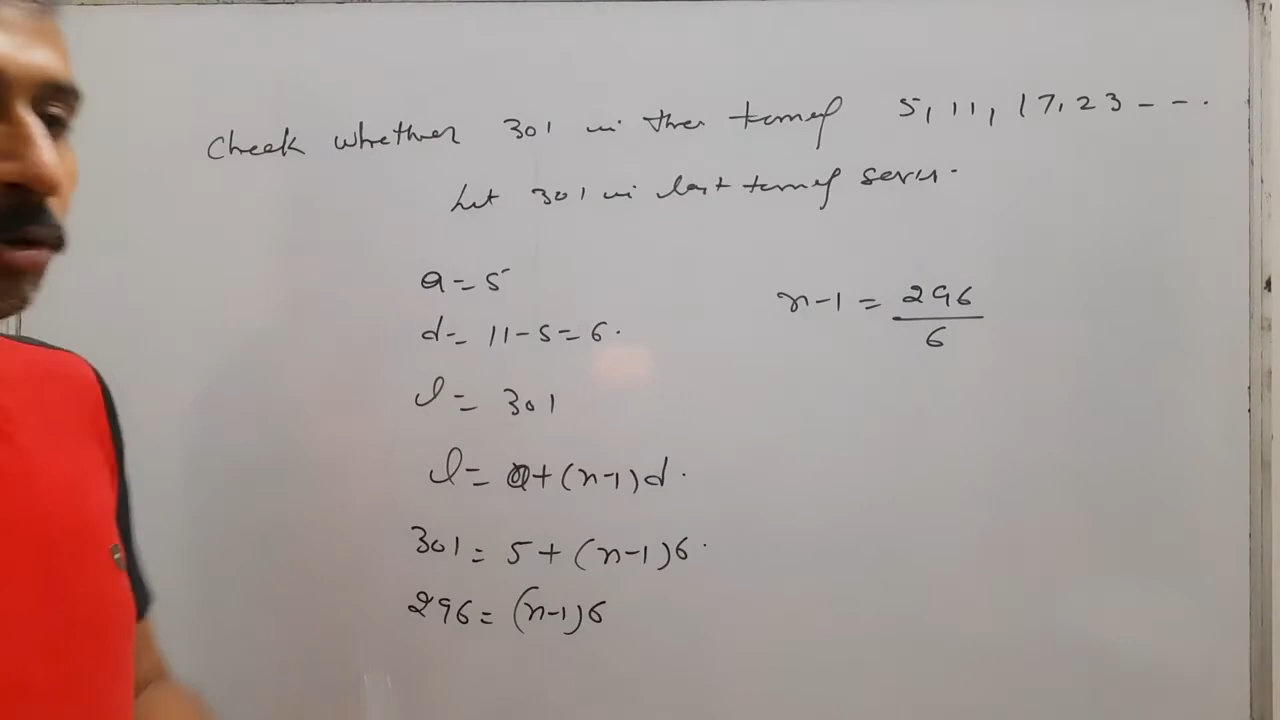 Check whether 301 is the term of 5, 11, 17, 23 - - .
Let 301 is last term of series.
a = 5
d = 11 - 5 = 6.
l = 301
l = a + (n-1)d.
301 = 5 + (n-1)6.
296 = (n-1)6
n-1 = 296/6